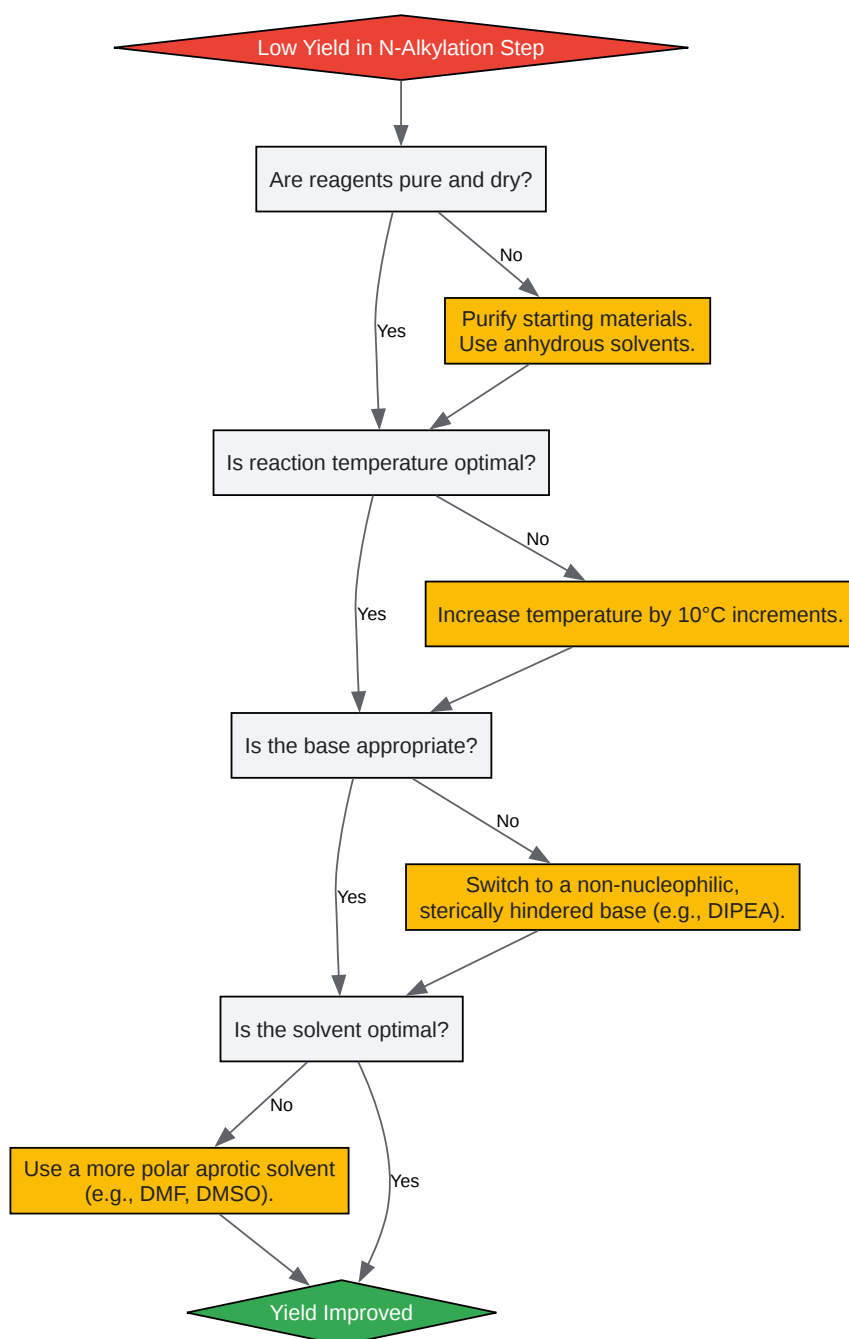 Low Yield in N-Alkylation Step
Are reagents pure and dry?
No
Purify starting materials.
Use anhydrous solvents.
Yes
Is reaction temperature optimal?
No
Increase temperature by 10°C increments.
Yes
Is the base appropriate?
No
Switch to a non-nucleophilic,
sterically hindered base (e.g., DIPEA).
Yes
Is the solvent optimal?
No
Use a more polar aprotic solvent
(e.g., DMF, DMSO).
Yes
Yield Improved